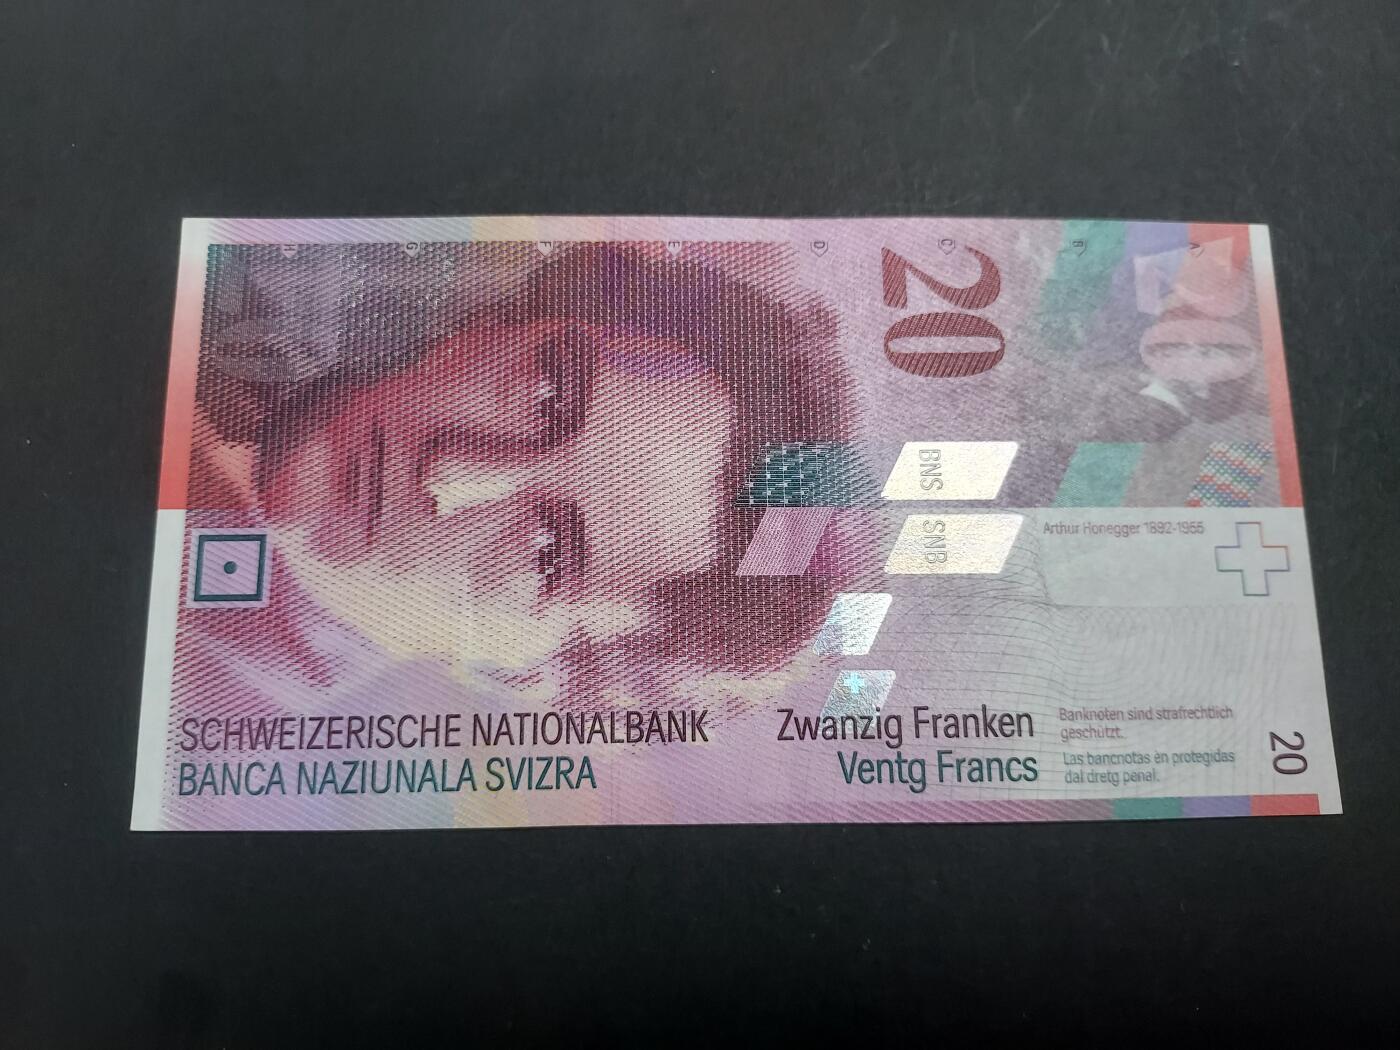 H G F E D C B A
20
20
BNS
SNB
Arthur Honegger 1892-1955
SCHWEIZERISCHE NATIONALBANK
BANCA NAZIUNALA SVIZRA
Zwanzig Franken
Ventg Francs
Banknoten sind strafrechtlich
geschützt.
Las bancnotas èn protegidas
dal dretg penal.
20